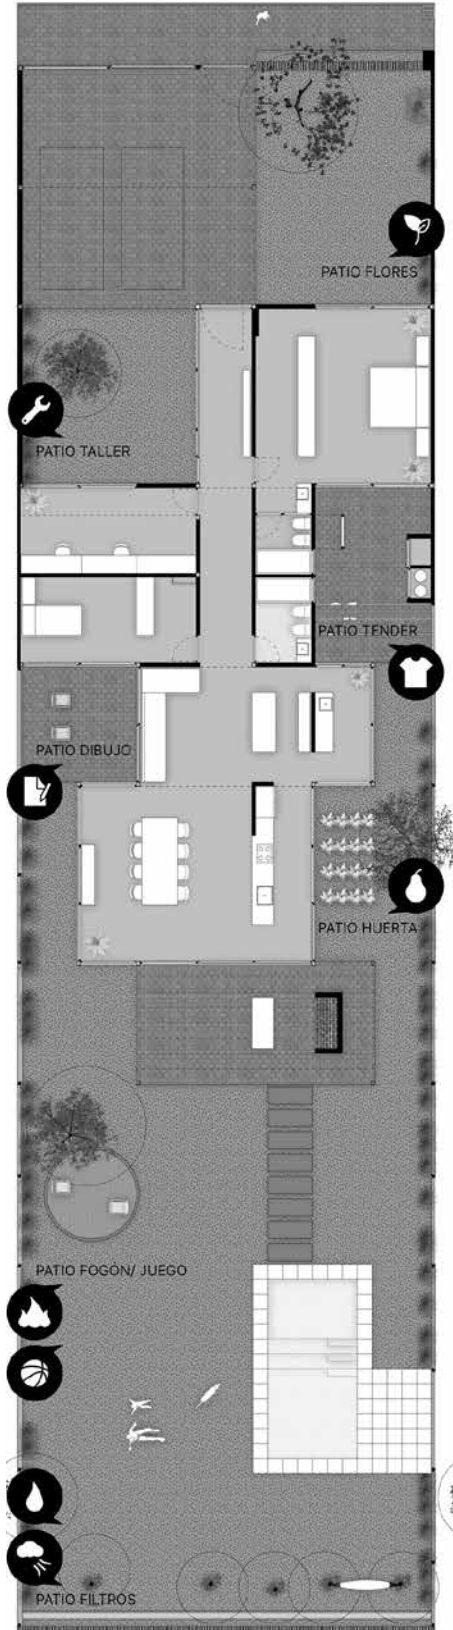 PATIO FLORES
PATIO TALLER
PATIO TENDER
PATIO DIBUJO
PATIO HUERTA
PATIO FOGÓN/ JUEGO
PATIO FILTROS